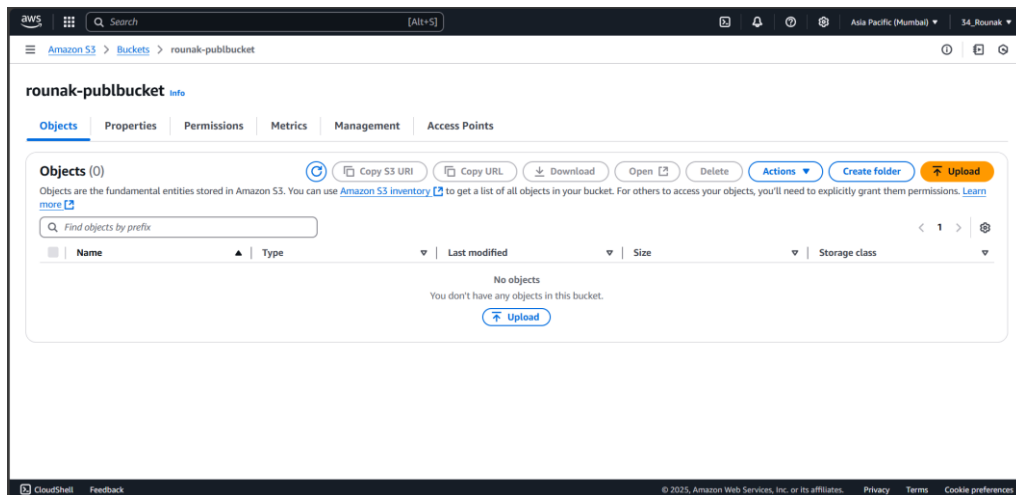 aws Search [Alt+S] Asia Pacific (Mumbai) 34_Rounak
Amazon S3 > Buckets > rounak-publbucket
rounak-publbucket Info
Objects Properties Permissions Metrics Management Access Points
Objects (0) Copy S3 URI Copy URL Download Open Delete Actions Create folder Upload
Objects are the fundamental entities stored in Amazon S3. You can use Amazon S3 inventory to get a list of all objects in your bucket. For others to access your objects, you'll need to explicitly grant them permissions. Learn
more
Find objects by prefix 1
Name Type Last modified Size Storage class
No objects
You don't have any objects in this bucket.
Upload
CloudShell Feedback © 2025, Amazon Web Services, Inc. or its affiliates. Privacy Terms Cookie preferences